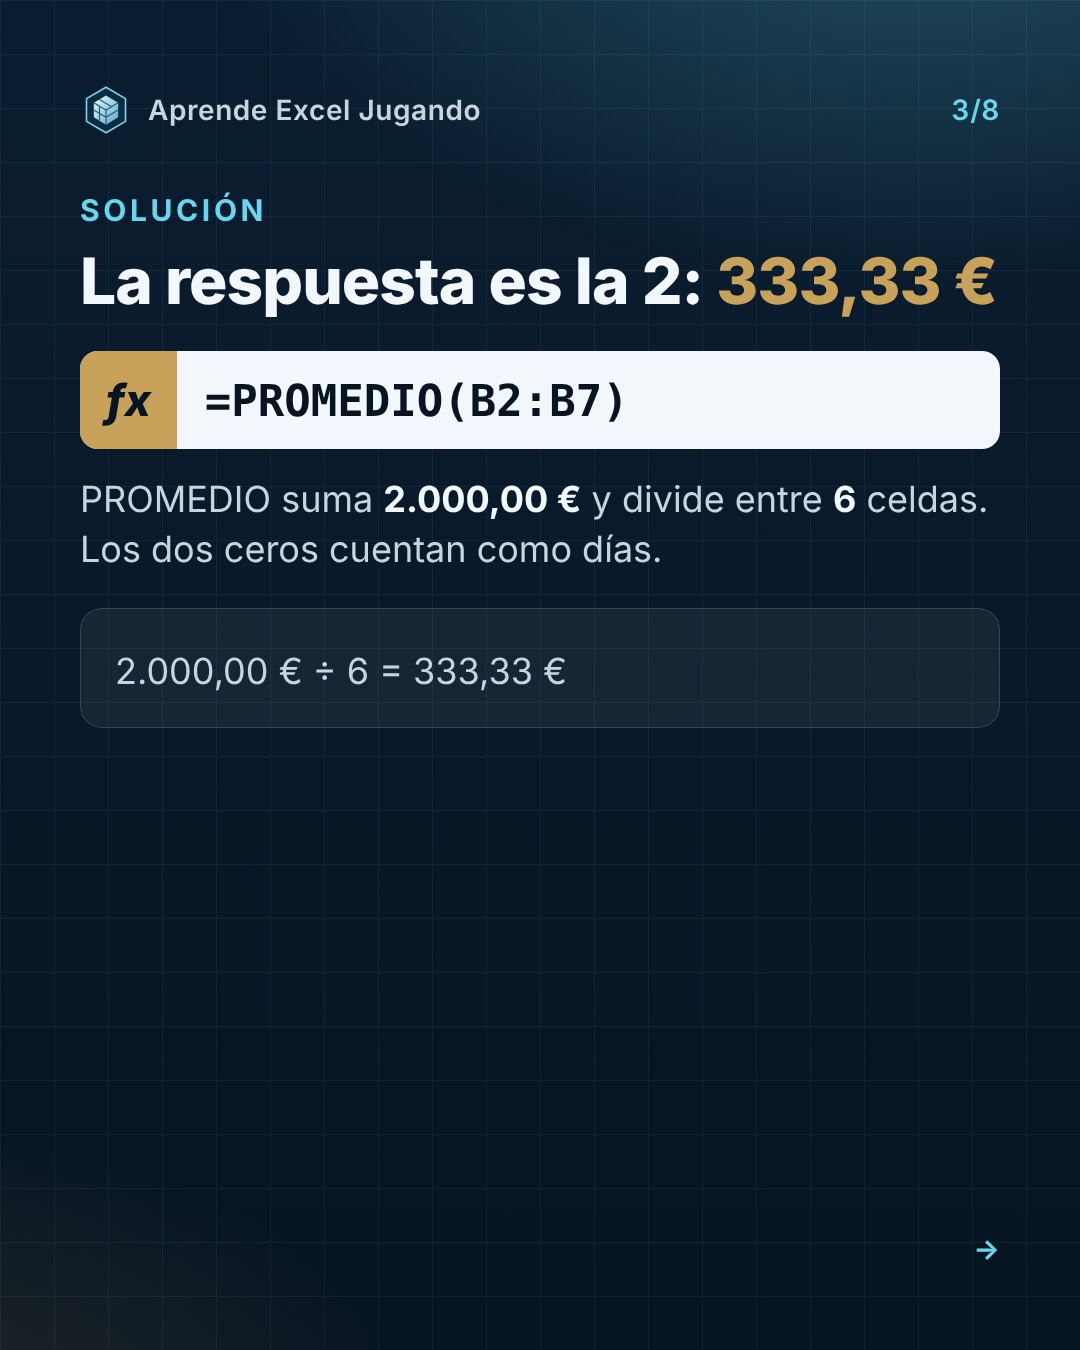 Aprende Excel Jugando
3/8
SOLUCIÓN
La respuesta es la 2: 333,33 €
fx =PROMEDIO(B2:B7)
PROMEDIO suma 2.000,00 € y divide entre 6 celdas.
Los dos ceros cuentan como días.
2.000,00 € ÷ 6 = 333,33 €
→